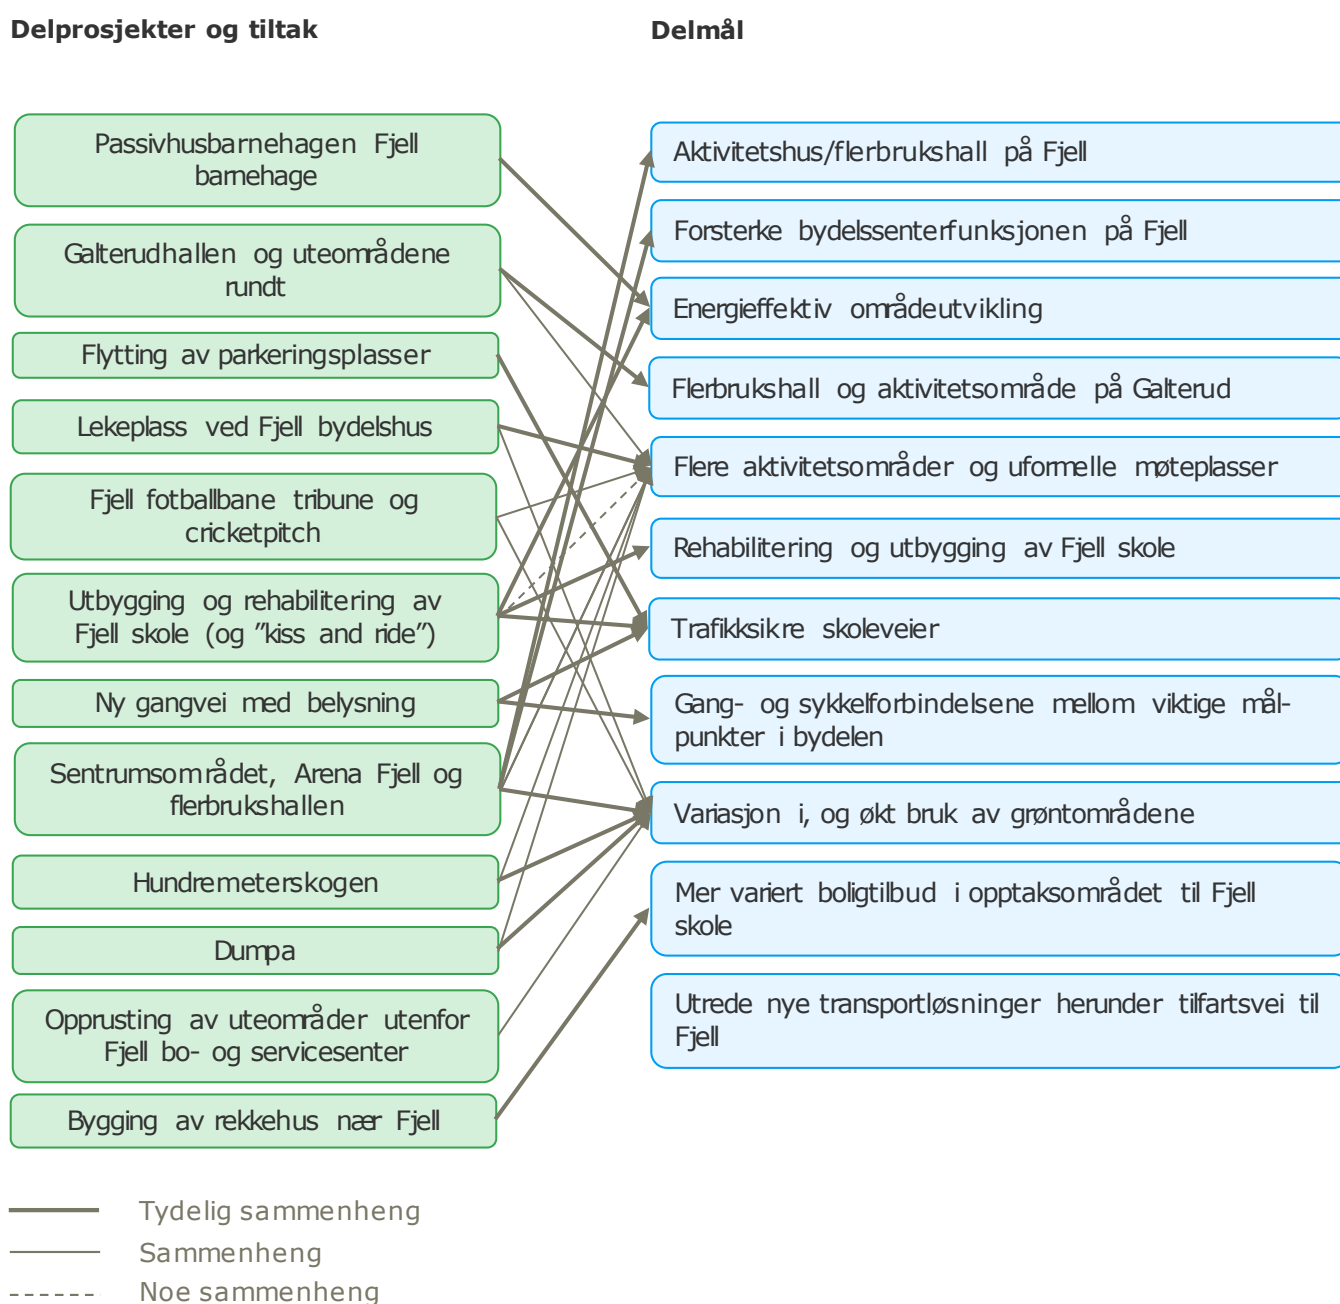 Delprosjekter og tiltak
Delmål
Passivhusbarnehagen Fjell
barnehage
Galterudhallen og uteområdene
rundt
Flytting av parkeringsplasser
Lekeplass ved Fjell bydelshus
Fjell fotballbane tribune og
cricketpitch
Utbygging og rehabilitering av
Fjell skole (og ”kiss and ride”)
Ny gangvei med belysning
Sentrumsområdet, Arena Fjell og
flerbrukshallen
Hundremeterskogen
Dumpa
Opprusting av uteområder utenfor
Fjell bo- og servicesenter
Bygging av rekkehus nær Fjell
Aktivitetshus/flerbrukshall på Fjell
Forsterke bydelssenterfunksjonen på Fjell
Energieffektiv områdeutvikling
Flerbrukshall og aktivitetsområde på Galterud
Flere aktivitetsområder og uformelle møteplasser
Rehabilitering og utbygging av Fjell skole
Trafikksikre skoleveier
Gang- og sykkelforbindelsene mellom viktige mål-
punkter i bydelen
Variasjon i, og økt bruk av grøntområdene
Mer variert boligtilbud i opptaksområdet til Fjell
skole
Utrede nye transportløsninger herunder tilfartsvei til
Fjell
Tydelig sammenheng
Sammenheng
Noe sammenheng